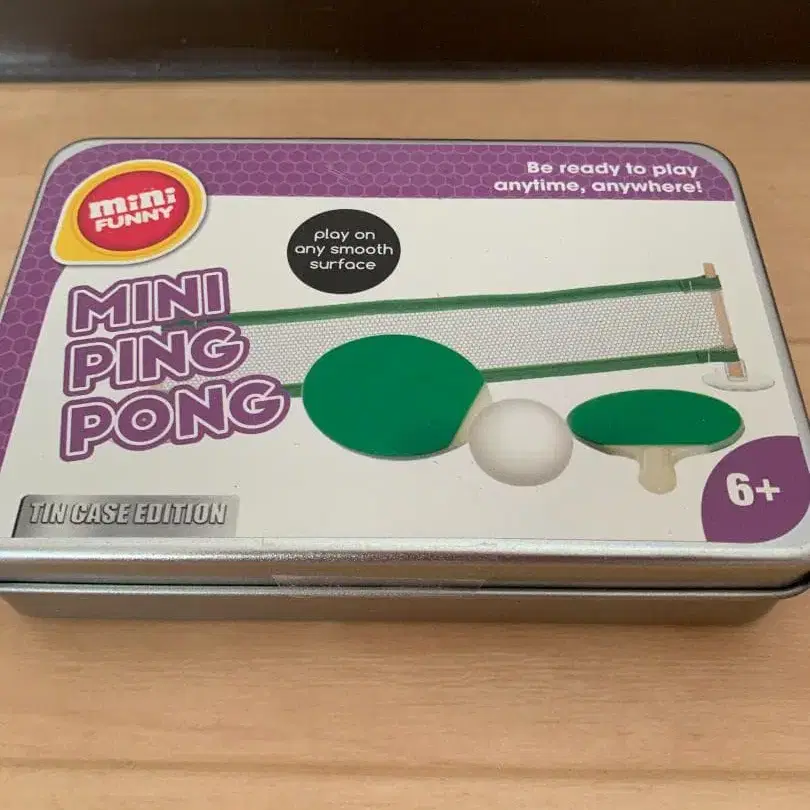 mini
FUNNY
Be ready to play
anytime, anywhere!
play on
any smooth
surface
MINI
PING
PONG
6+
TIN CASE EDITION